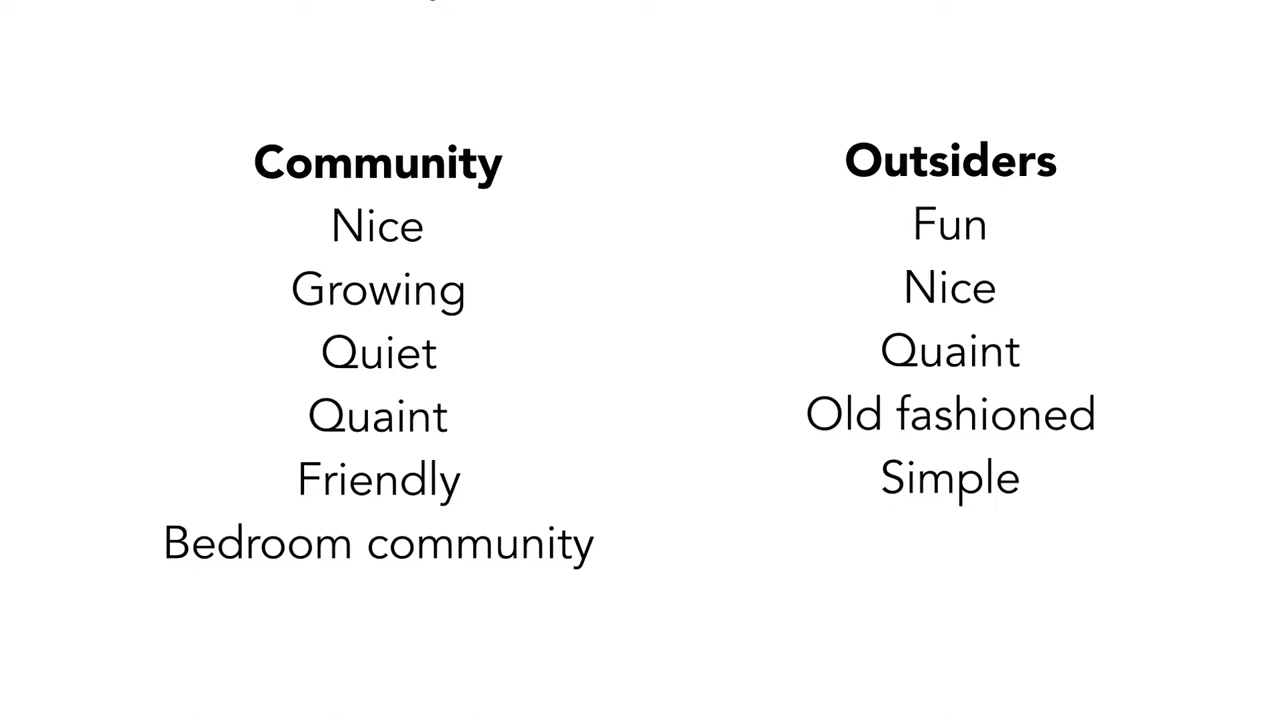 Community
Nice
Growing
Quiet
Quaint
Friendly
Bedroom community
Outsiders
Fun
Nice
Quaint
Old fashioned
Simple